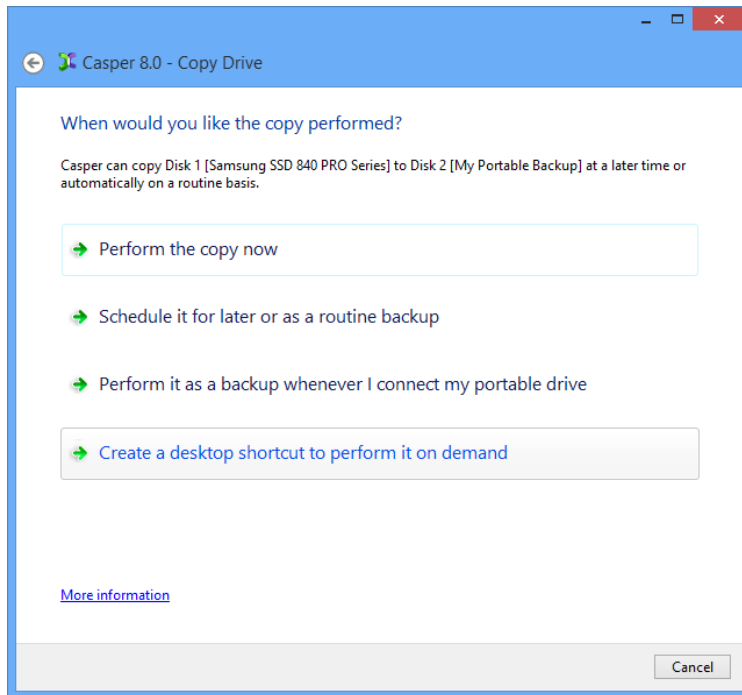 Casper 8.0 - Copy Drive
When would you like the copy performed?
Casper can copy Disk 1 [Samsung SSD 840 PRO Series] to Disk 2 [My Portable Backup] at a later time or
automatically on a routine basis.
Perform the copy now
Schedule it for later or as a routine backup
Perform it as a backup whenever I connect my portable drive
Create a desktop shortcut to perform it on demand
More information
Cancel